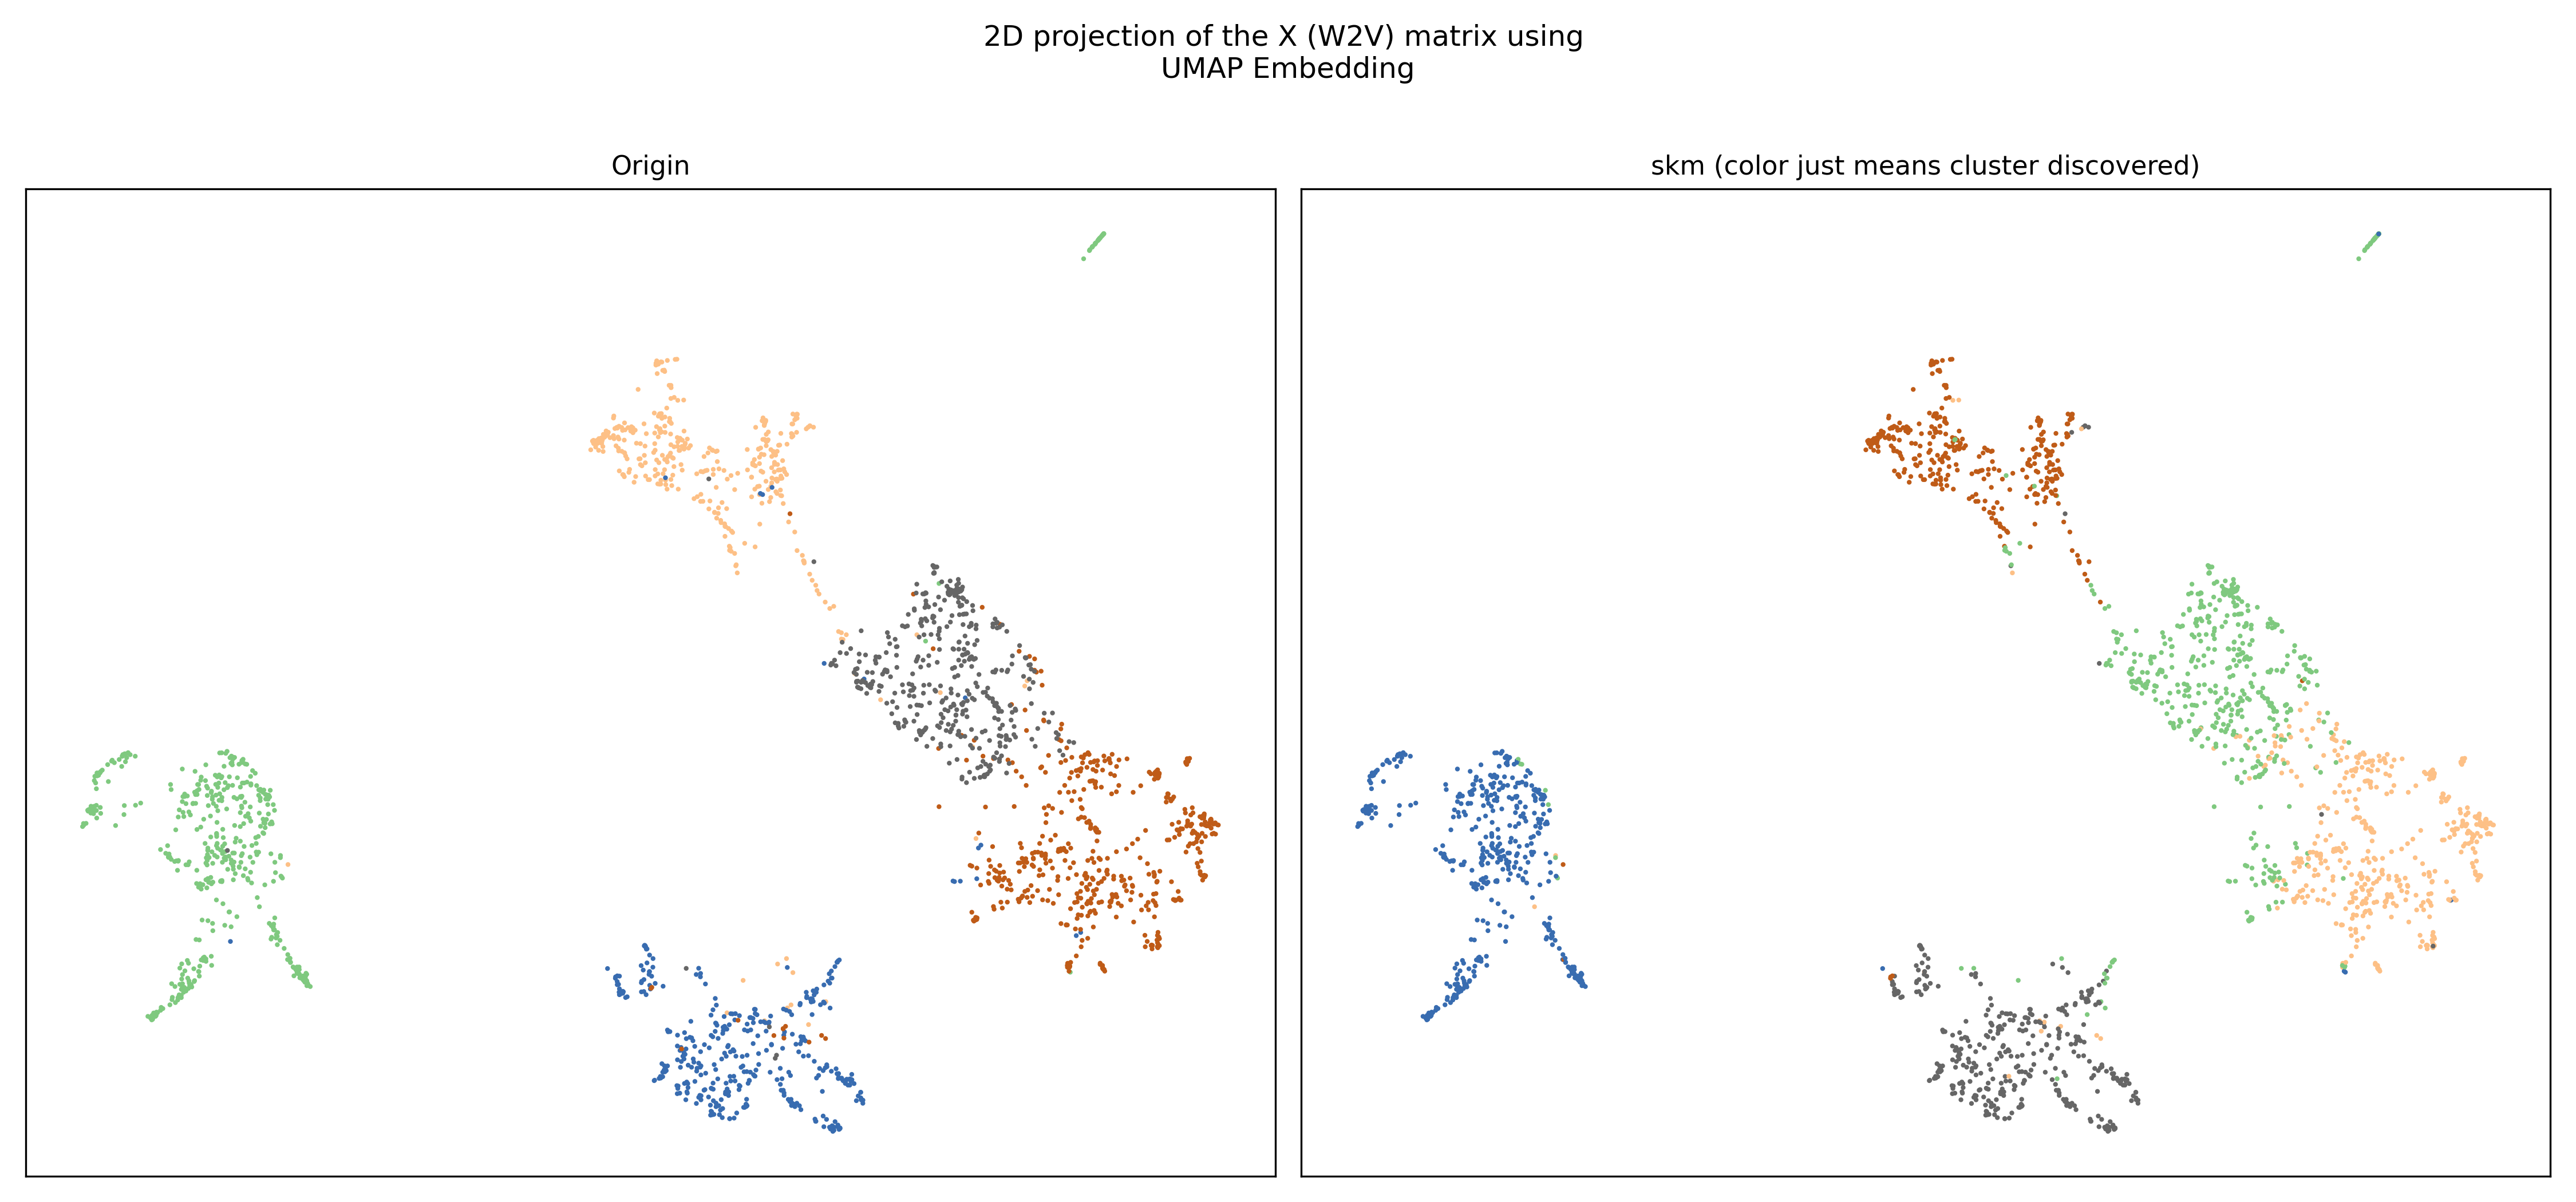 2D projection of the X (W2V) matrix using
UMAP Embedding
Origin
skm (color just means cluster discovered)